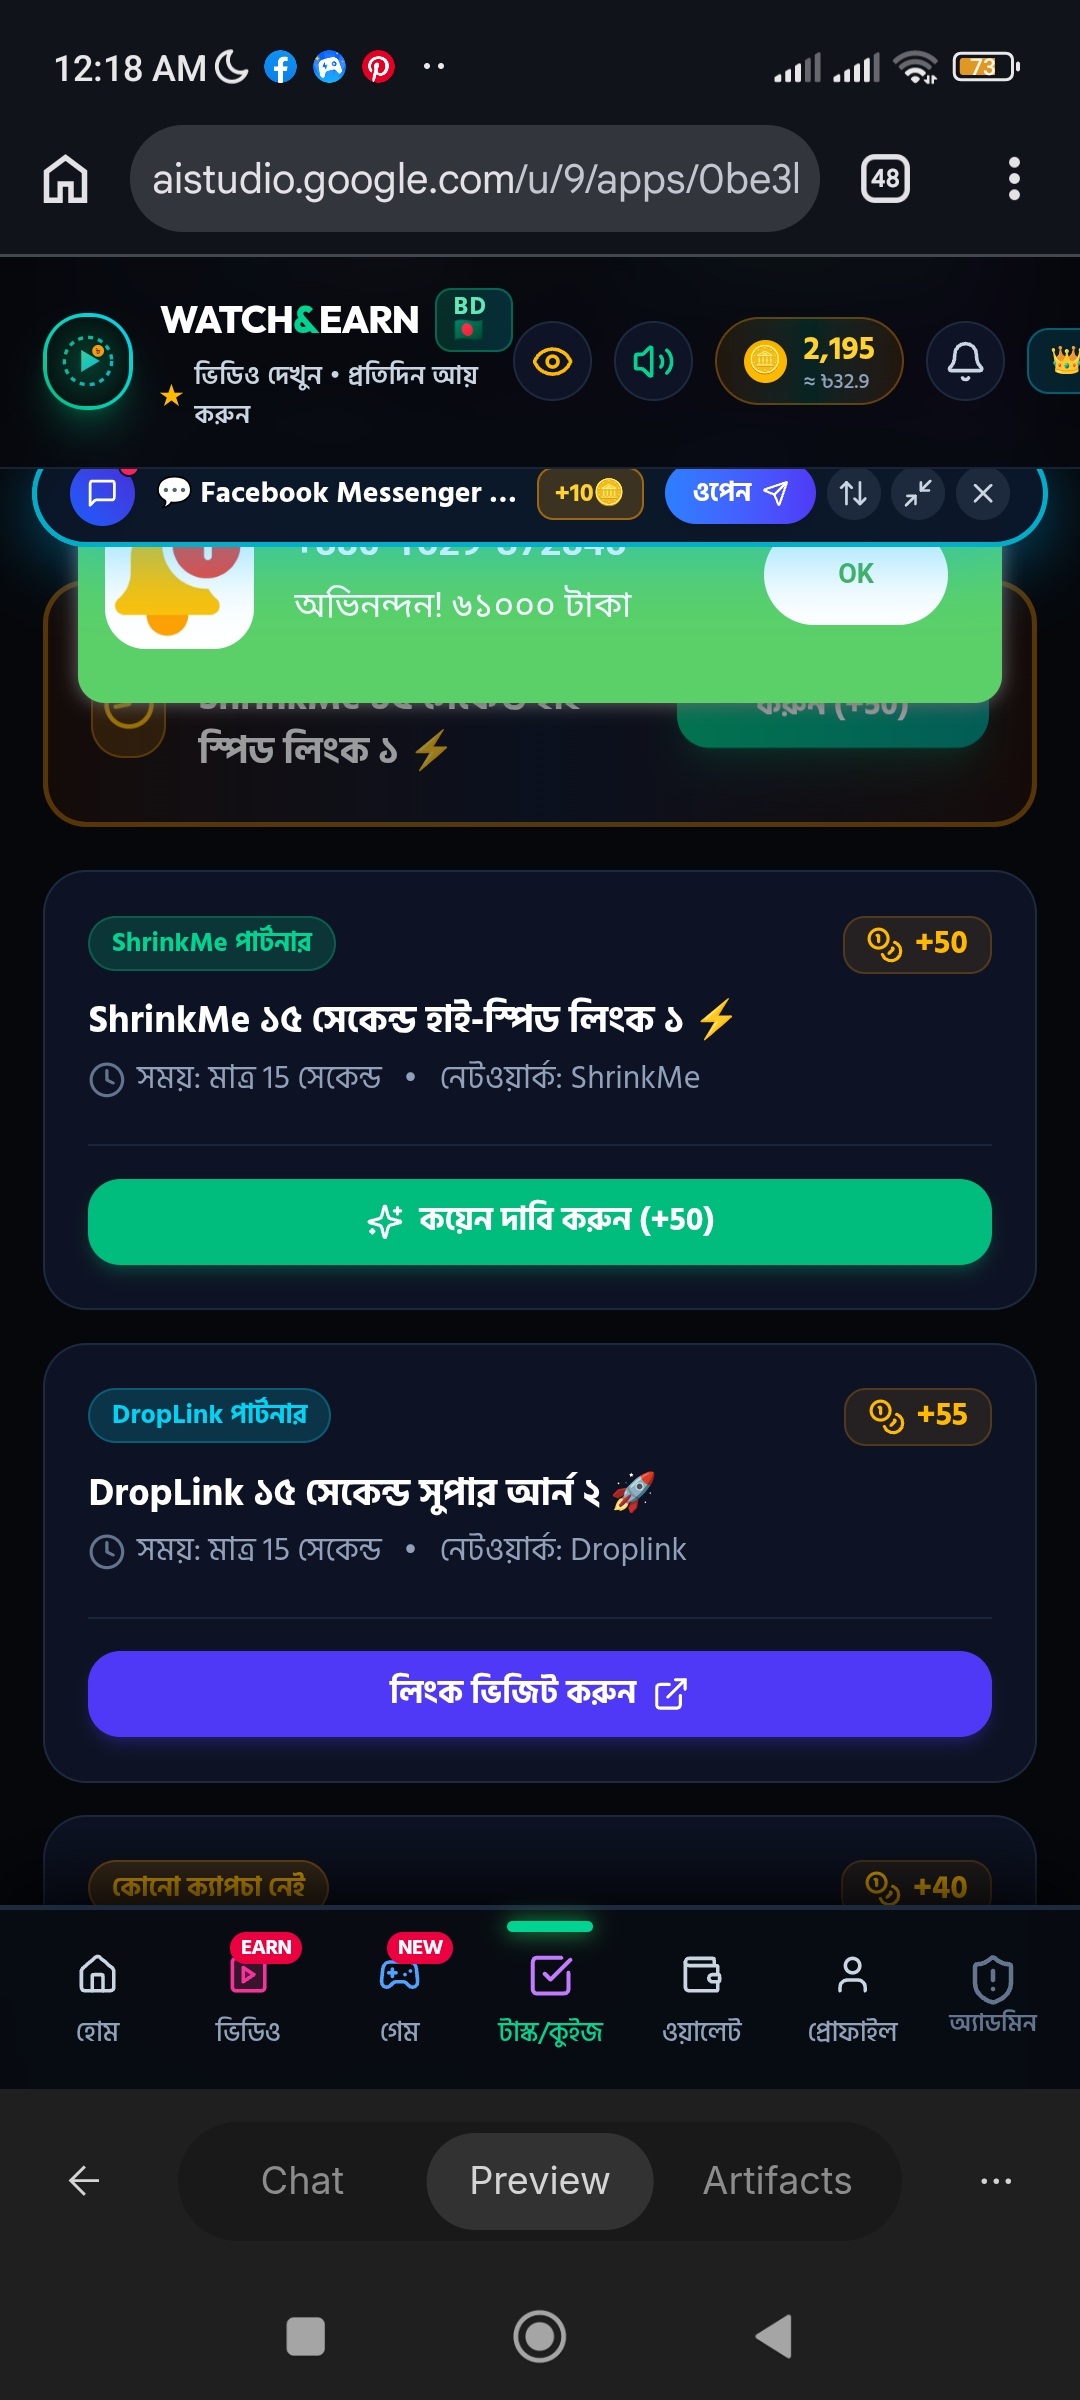 12:18 AM
73
aistudio.google.com/u/9/apps/0be3l
48
WATCH&EARN
BD
ভিডিও দেখুন • প্রতিদিন আয়
করুন
2,195
≈ ৳32.9
💬 Facebook Messenger ...
+10🪙
ওপেন
অভিনন্দন! ৬১০০০ টাকা
OK
করুন (+50)
স্পিড লিংক ১ ⚡
ShrinkMe পার্টনার
+50
ShrinkMe ১৫ সেকেন্ড হাই-স্পিড লিংক ১ ⚡
সময়: মাত্র 15 সেকেন্ড • নেটওয়ার্ক: ShrinkMe
কয়েন দাবি করুন (+50)
DropLink পার্টনার
+55
DropLink ১৫ সেকেন্ড সুপার আর্ন ২ 🚀
সময়: মাত্র 15 সেকেন্ড • নেটওয়ার্ক: Droplink
লিংক ভিজিট করুন
কোনো ক্যাপচা নেই
+40
EARN
NEW
হোম
ভিডিও
গেম
টাস্ক/কুইজ
ওয়ালেট
প্রোফাইল
অ্যাডমিন
Chat
Preview
Artifacts